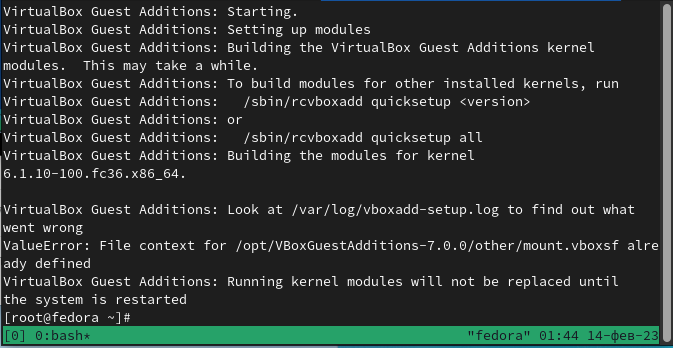 VirtualBox Guest Additions: Starting.
VirtualBox Guest Additions: Setting up modules
VirtualBox Guest Additions: Building the VirtualBox Guest Additions kernel
modules.  This may take a while.
VirtualBox Guest Additions: To build modules for other installed kernels, run
VirtualBox Guest Additions:   /sbin/rcvboxadd quicksetup <version>
VirtualBox Guest Additions: or
VirtualBox Guest Additions:   /sbin/rcvboxadd quicksetup all
VirtualBox Guest Additions: Building the modules for kernel
6.1.10-100.fc36.x86_64.

VirtualBox Guest Additions: Look at /var/log/vboxadd-setup.log to find out what
went wrong
ValueError: File context for /opt/VBoxGuestAdditions-7.0.0/other/mount.vboxsf alre
ady defined
VirtualBox Guest Additions: Running kernel modules will not be replaced until
the system is restarted
[root@fedora ~]#
[0] 0:bash* "fedora" 01:44 14-фев-23